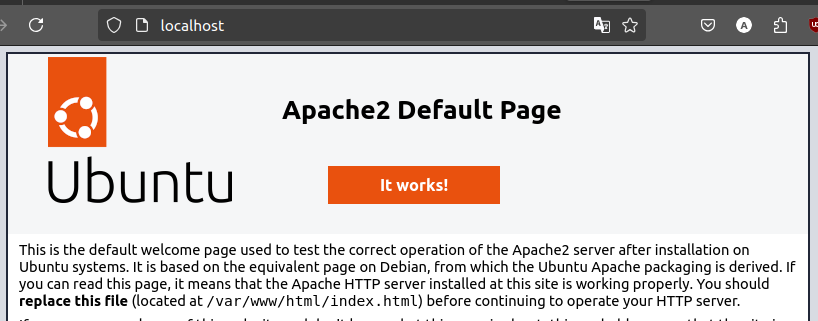 localhost
Apache2 Default Page
Ubuntu
It works!
This is the default welcome page used to test the correct operation of the Apache2 server after installation on
Ubuntu systems. It is based on the equivalent page on Debian, from which the Ubuntu Apache packaging is derived. If
you can read this page, it means that the Apache HTTP server installed at this site is working properly. You should
replace this file (located at /var/www/html/index.html) before continuing to operate your HTTP server.